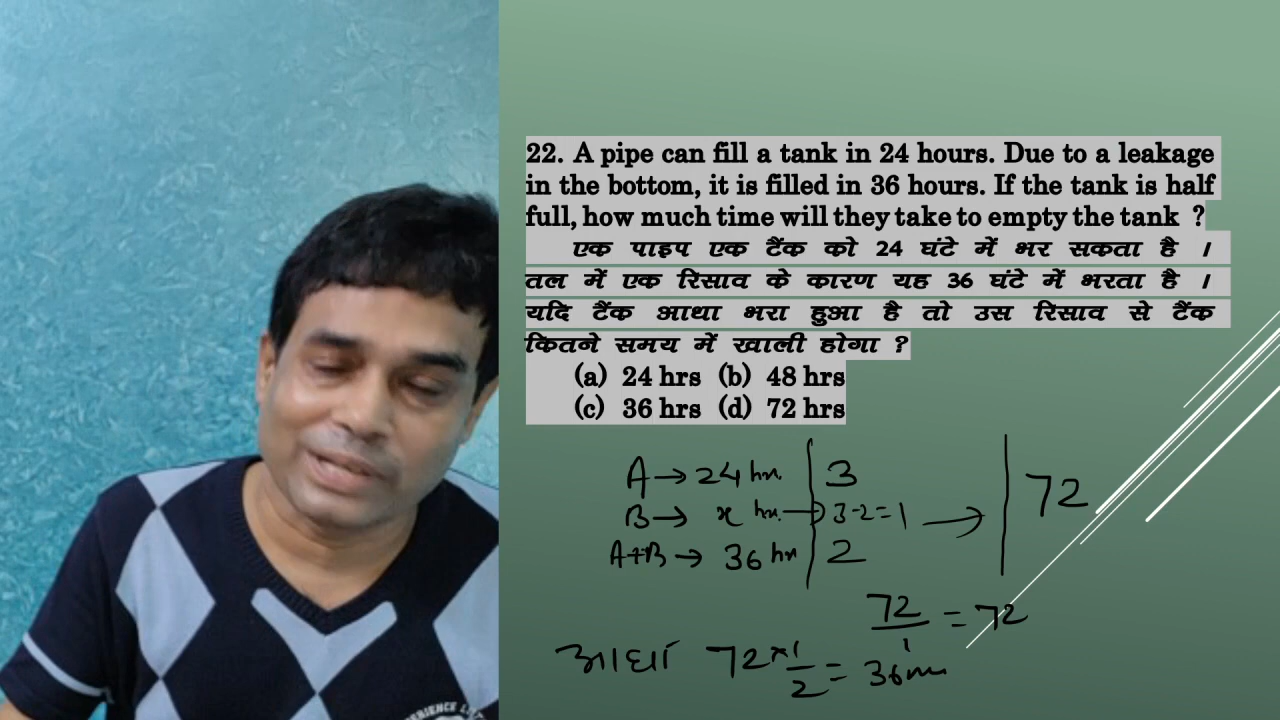 22. A pipe can fill a tank in 24 hours. Due to a leakage
in the bottom, it is filled in 36 hours. If the tank is half
full, how much time will they take to empty the tank ?
एक पाइप एक टैंक को 24 घंटे में भर सकता है ।
तल में एक रिसाव के कारण यह 36 घंटे में भरता है ।
यदि टैंक आधा भरा हुआ है तो उस रिसाव से टैंक
कितने समय में खाली होगा ?
(a) 24 hrs (b) 48 hrs
(c) 36 hrs (d) 72 hrs
A → 24 hr 3
B → x hr → 3-2=1 → 72
A+B → 36 hr 2
72/1 = 72
आधा 72 × 1/2 = 36